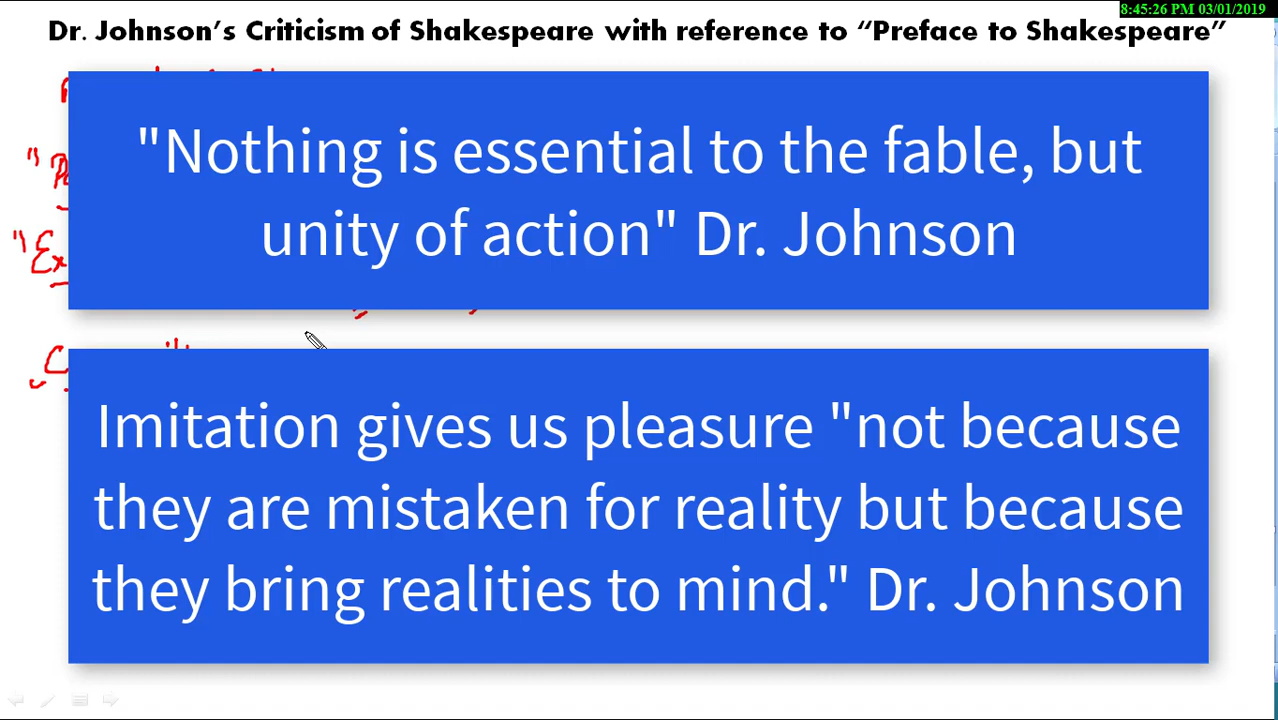 8:45:26 PM 03/01/2019
Dr. Johnson's Criticism of Shakespeare with reference to “Preface to Shakespeare”
"Nothing is essential to the fable, but
unity of action" Dr. Johnson
Imitation gives us pleasure "not because
they are mistaken for reality but because
they bring realities to mind." Dr. Johnson